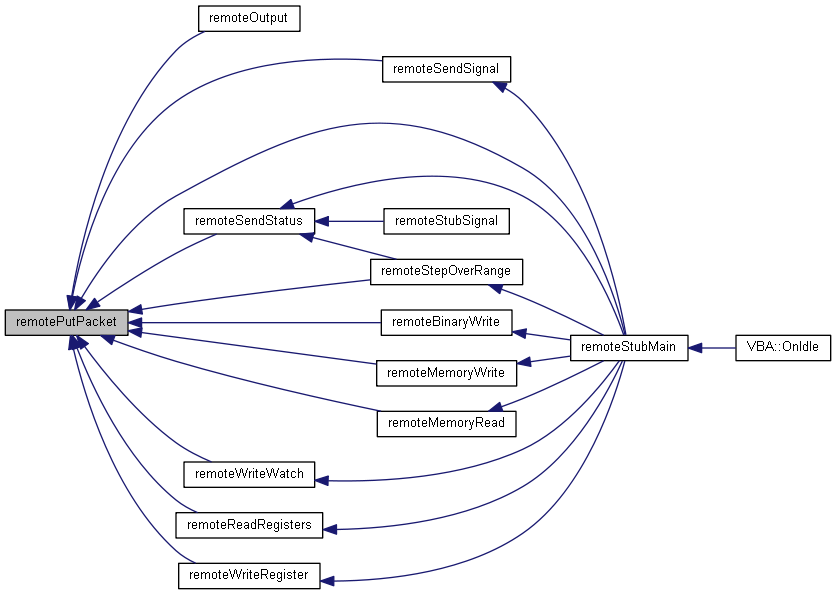 remoteOutput
remoteSendSignal
remoteSendStatus
remoteStubSignal
remoteStepOverRange
remotePutPacket
remoteBinaryWrite
remoteStubMain
VBA::OnIdle
remoteMemoryWrite
remoteMemoryRead
remoteWriteWatch
remoteReadRegisters
remoteWriteRegister